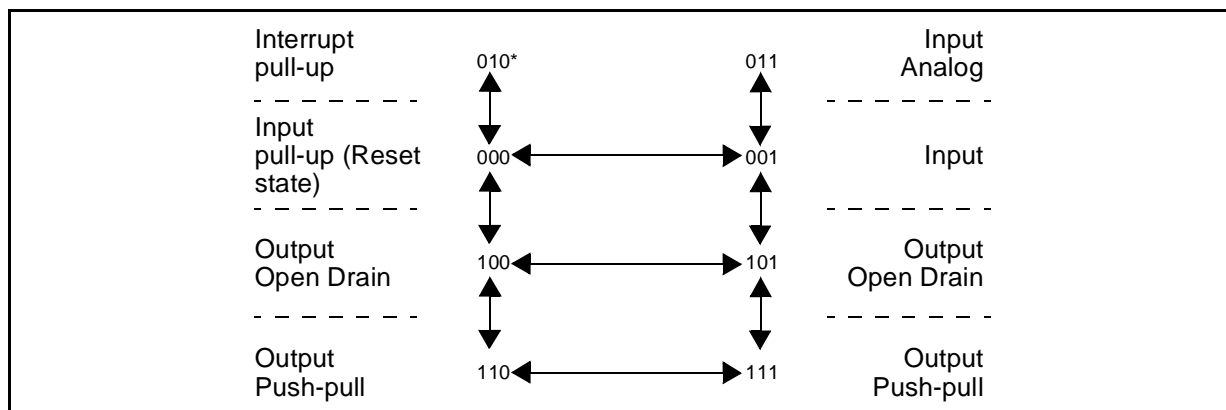 Interrupt
pull-up
010*
011
Input
Analog
Input
pull-up (Reset
state)
000
001
Input
Output
Open Drain
100
101
Output
Open Drain
Output
Push-pull
110
111
Output
Push-pull